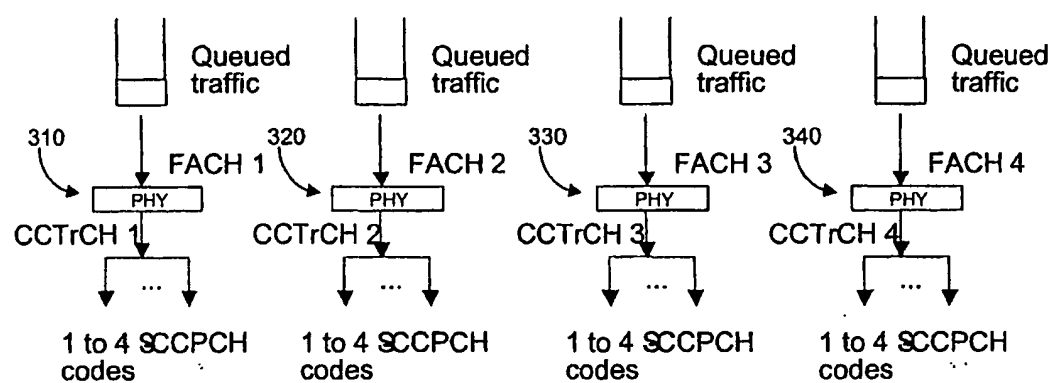 Queued traffic Queued traffic Queued traffic Queued traffic
310 320 330 340
FACH 1 FACH 2 FACH 3 FACH 4
PHY PHY PHY PHY
CCTrCH 1 CCTrCH 2 CCTrCH 3 CCTrCH 4
... ... ... ...
1 to 4 SCCPCH codes 1 to 4 SCCPCH codes 1 to 4 SCCPCH codes 1 to 4 SCCPCH codes